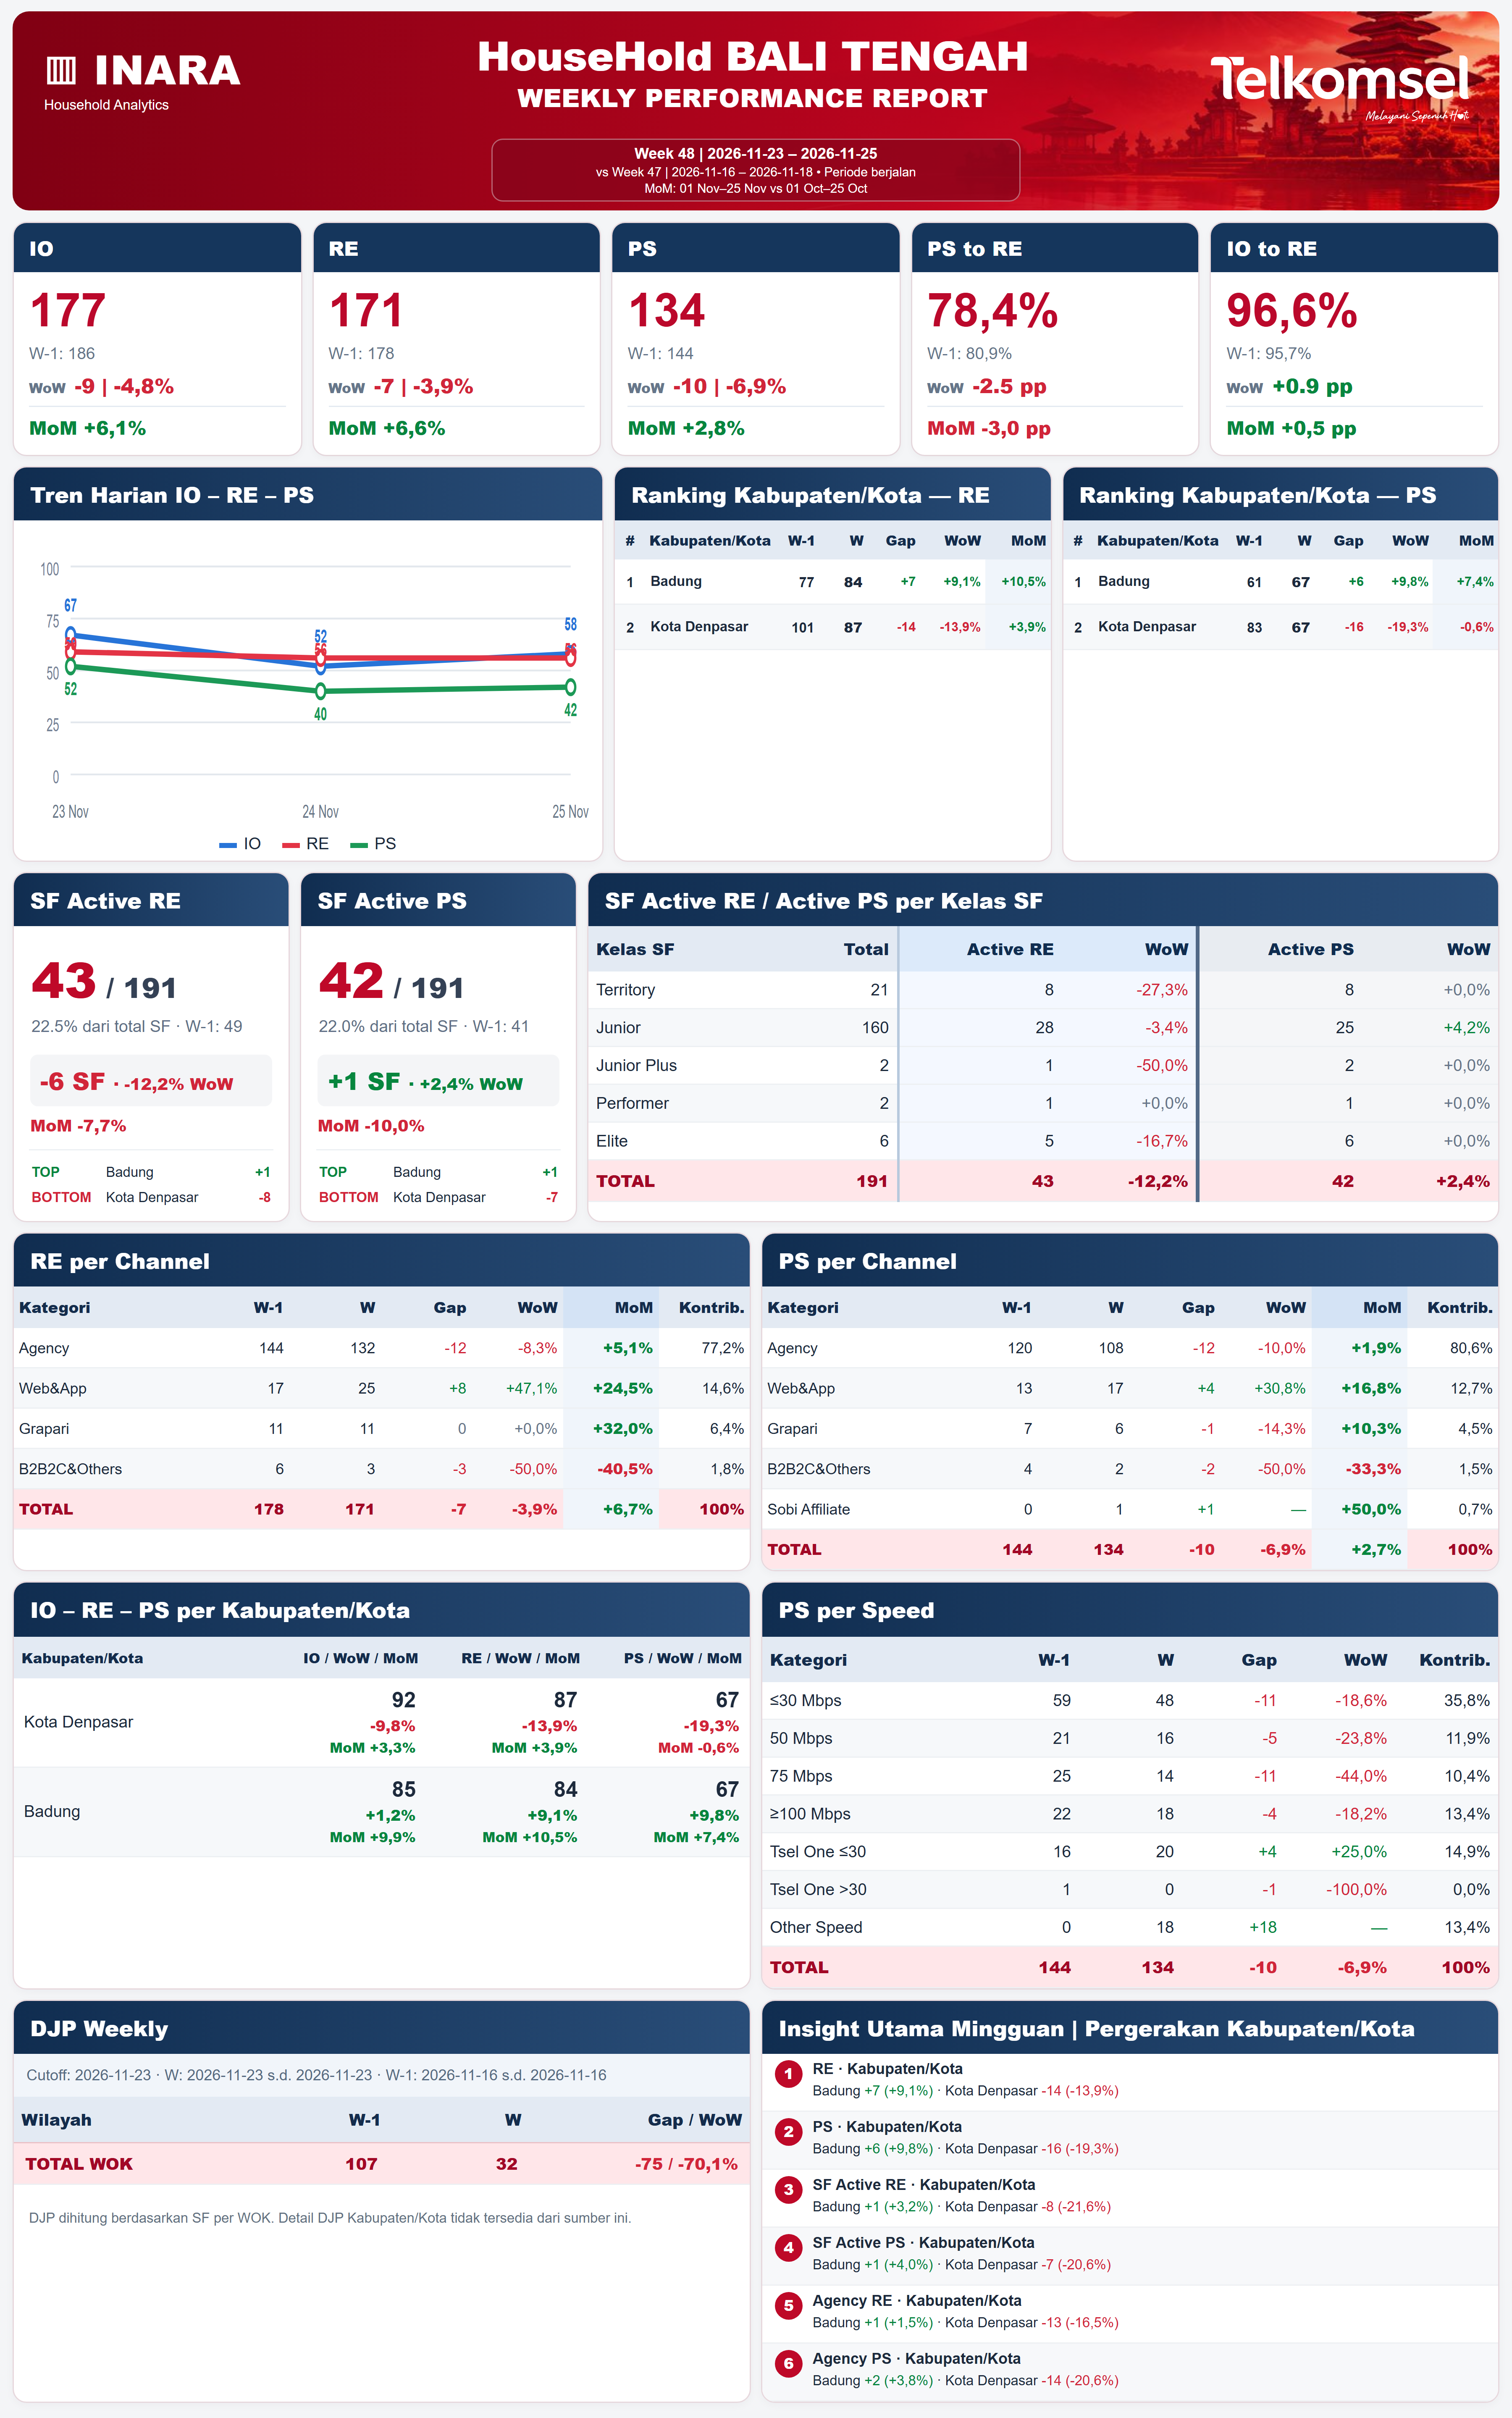 INARA
Household Analytics
HouseHold BALI TENGAH
WEEKLY PERFORMANCE REPORT
Week 48 | 2026-11-23 – 2026-11-25
vs Week 47 | 2026-11-16 – 2026-11-18 • Periode berjalan
MoM: 01 Nov–25 Nov vs 01 Oct–25 Oct
Telkomsel
Melayani Sepenuh Hati
IO
177
W-1: 186
WoW -9 | -4,8%
MoM +6,1%
RE
171
W-1: 178
WoW -7 | -3,9%
MoM +6,6%
PS
134
W-1: 144
WoW -10 | -6,9%
MoM +2,8%
PS to RE
78,4%
W-1: 80,9%
WoW -2.5 pp
MoM -3,0 pp
IO to RE
96,6%
W-1: 95,7%
WoW +0.9 pp
MoM +0,5 pp
Tren Harian IO – RE – PS
100
75
50
25
0
67
52
52
40
58
42
23 Nov 24 Nov 25 Nov
IO RE PS
Ranking Kabupaten/Kota — RE
# Kabupaten/Kota W-1 W Gap WoW MoM
1 Badung 77 84 +7 +9,1% +10,5%
2 Kota Denpasar 101 87 -14 -13,9% +3,9%
Ranking Kabupaten/Kota — PS
# Kabupaten/Kota W-1 W Gap WoW MoM
1 Badung 61 67 +6 +9,8% +7,4%
2 Kota Denpasar 83 67 -16 -19,3% -0,6%
SF Active RE
43 / 191
22.5% dari total SF · W-1: 49
-6 SF · -12,2% WoW
MoM -7,7%
TOP Badung +1
BOTTOM Kota Denpasar -8
SF Active PS
42 / 191
22.0% dari total SF · W-1: 41
+1 SF · +2,4% WoW
MoM -10,0%
TOP Badung +1
BOTTOM Kota Denpasar -7
SF Active RE / Active PS per Kelas SF
Kelas SF Total Active RE WoW Active PS WoW
Territory 21 8 -27,3% 8 +0,0%
Junior 160 28 -3,4% 25 +4,2%
Junior Plus 2 1 -50,0% 2 +0,0%
Performer 2 1 +0,0% 1 +0,0%
Elite 6 5 -16,7% 6 +0,0%
TOTAL 191 43 -12,2% 42 +2,4%
RE per Channel
Kategori W-1 W Gap WoW MoM Kontrib.
Agency 144 132 -12 -8,3% +5,1% 77,2%
Web&App 17 25 +8 +47,1% +24,5% 14,6%
Grapari 11 11 0 +0,0% +32,0% 6,4%
B2B2C&Others 6 3 -3 -50,0% -40,5% 1,8%
TOTAL 178 171 -7 -3,9% +6,7% 100%
PS per Channel
Kategori W-1 W Gap WoW MoM Kontrib.
Agency 120 108 -12 -10,0% +1,9% 80,6%
Web&App 13 17 +4 +30,8% +16,8% 12,7%
Grapari 7 6 -1 -14,3% +10,3% 4,5%
B2B2C&Others 4 2 -2 -50,0% -33,3% 1,5%
Sobi Affiliate 0 1 +1 — +50,0% 0,7%
TOTAL 144 134 -10 -6,9% +2,7% 100%
IO – RE – PS per Kabupaten/Kota
Kabupaten/Kota IO / WoW / MoM RE / WoW / MoM PS / WoW / MoM
92 87 67
Kota Denpasar -9,8% -13,9% -19,3%
MoM +3,3% MoM +3,9% MoM -0,6%
85 84 67
Badung +1,2% +9,1% +9,8%
MoM +9,9% MoM +10,5% MoM +7,4%
PS per Speed
Kategori W-1 W Gap WoW Kontrib.
≤30 Mbps 59 48 -11 -18,6% 35,8%
50 Mbps 21 16 -5 -23,8% 11,9%
75 Mbps 25 14 -11 -44,0% 10,4%
≥100 Mbps 22 18 -4 -18,2% 13,4%
Tsel One ≤30 16 20 +4 +25,0% 14,9%
Tsel One >30 1 0 -1 -100,0% 0,0%
Other Speed 0 18 +18 — 13,4%
TOTAL 144 134 -10 -6,9% 100%
DJP Weekly
Cutoff: 2026-11-23 · W: 2026-11-23 s.d. 2026-11-23 · W-1: 2026-11-16 s.d. 2026-11-16
Wilayah W-1 W Gap / WoW
TOTAL WOK 107 32 -75 / -70,1%
DJP dihitung berdasarkan SF per WOK. Detail DJP Kabupaten/Kota tidak tersedia dari sumber ini.
Insight Utama Mingguan | Pergerakan Kabupaten/Kota
1 RE · Kabupaten/Kota
Badung +7 (+9,1%) · Kota Denpasar -14 (-13,9%)
2 PS · Kabupaten/Kota
Badung +6 (+9,8%) · Kota Denpasar -16 (-19,3%)
3 SF Active RE · Kabupaten/Kota
Badung +1 (+3,2%) · Kota Denpasar -8 (-21,6%)
4 SF Active PS · Kabupaten/Kota
Badung +1 (+4,0%) · Kota Denpasar -7 (-20,6%)
5 Agency RE · Kabupaten/Kota
Badung +1 (+1,5%) · Kota Denpasar -13 (-16,5%)
6 Agency PS · Kabupaten/Kota
Badung +2 (+3,8%) · Kota Denpasar -14 (-20,6%)